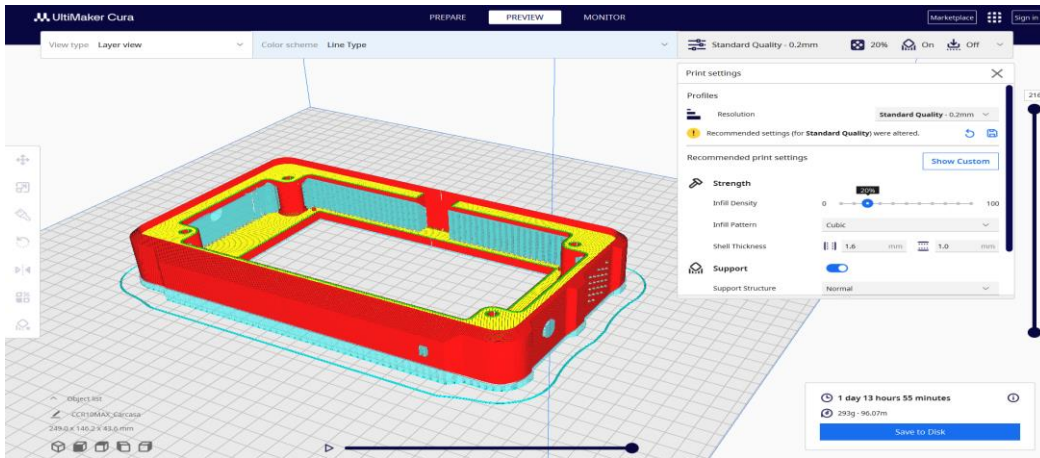 UltiMaker Cura
PREPARE
PREVIEW
MONITOR
Marketplace
Sign in
View type Layer view
Color scheme Line Type
Standard Quality - 0.2mm
20%
On
Off
Print settings
Profiles
Resolution
Standard Quality - 0.2mm
Recommended settings (for Standard Quality) were altered.
Recommended print settings
Show Custom
Strength
20%
Infill Density
0
100
Infill Pattern
Cubic
Shell Thickness
1.6 mm
1.0 mm
Support
Support Structure
Normal
216
Object list
CCR10MAX_Carcasa
249.0 x 146.2 x 43.6 mm
1 day 13 hours 55 minutes
293g · 96.07m
Save to Disk